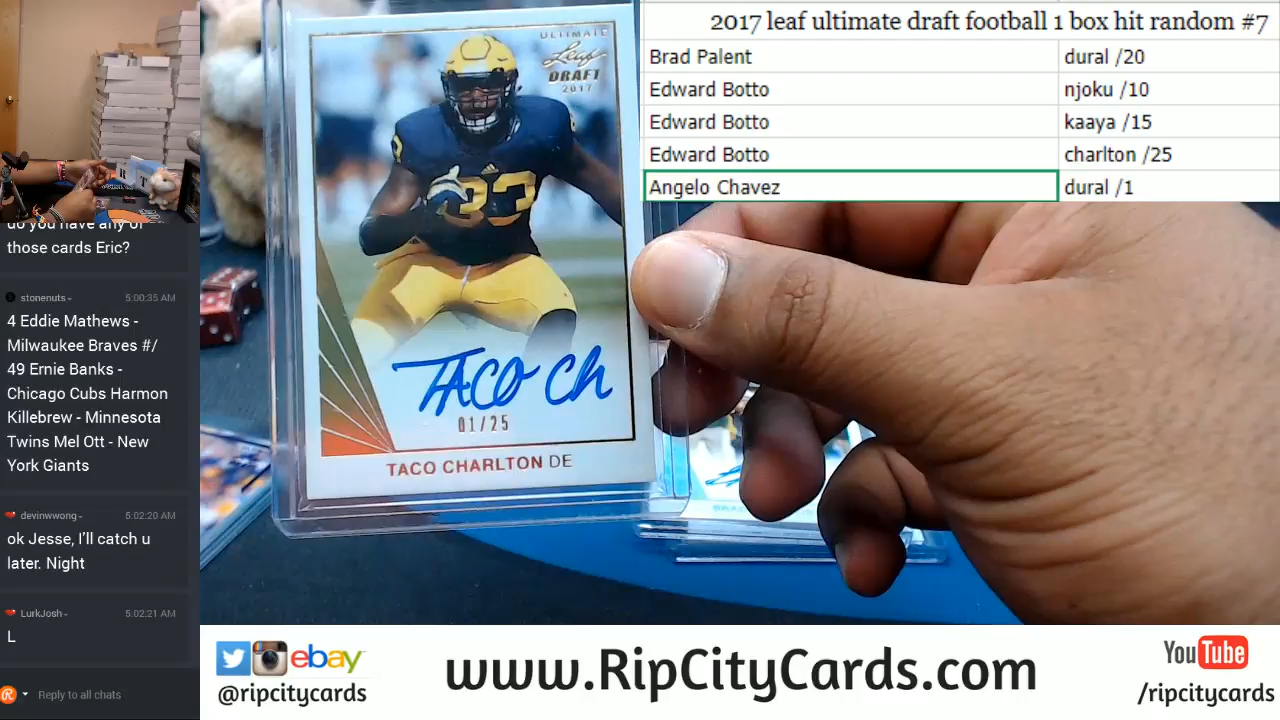 do you have any of
those cards Eric?
stonenuts 5:00:35 AM
4 Eddie Mathews -
Milwaukee Braves #/
49 Ernie Banks -
Chicago Cubs Harmon
Killebrew - Minnesota
Twins Mel Ott - New
York Giants
devinwwong 5:02:20 AM
ok Jesse, I'll catch u
later. Night
LurkJosh 5:02:21 AM
L
Reply to all chats
2017 leaf ultimate draft football 1 box hit random #7
Brad Palent dural /20
Edward Botto njoku /10
Edward Botto kaaya /15
Edward Botto charlton /25
Angelo Chavez dural /1
ULTIMATE
Leaf
DRAFT
2017
33
TACO Ch
01/25
TACO CHARLTON DE
ebay
@ripcitycards
www.RipCityCards.com
YouTube
/ripcitycards